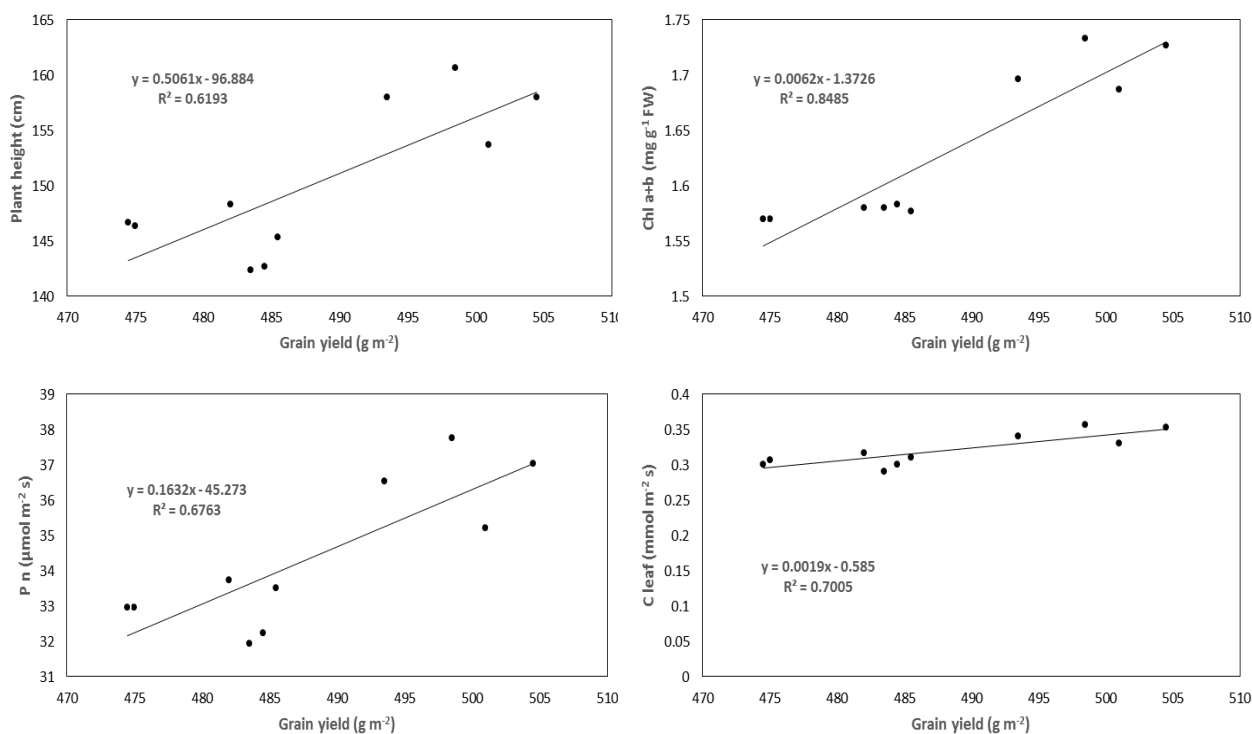 165
160
155
150
145
140
Plant height (cm)
y = 0.5061x - 96.884
R² = 0.6193
470 475 480 485 490 495 500 505 51(
Grain yield (g m⁻²)
1.75
1.7
1.65
1.6
1.55
1.5
Chl a+b (mg g⁻¹ FW)
y = 0.0062x - 1.3726
R² = 0.8485
470 475 480 485 490 495 500 505 510
Grain yield (g m⁻²)
39
38
37
36
35
34
33
32
31
P n (µmol m⁻² s)
y = 0.1632x - 45.273
R² = 0.6763
470 475 480 485 490 495 500 505 510
Grain yield (g m⁻²)
0.4
0.35
0.3
0.25
0.2
0.15
0.1
0.05
0
C leaf (mmol m⁻² s)
y = 0.0019x - 0.585
R² = 0.7005
470 475 480 485 490 495 500 505 510
Grain yield (g m⁻²)